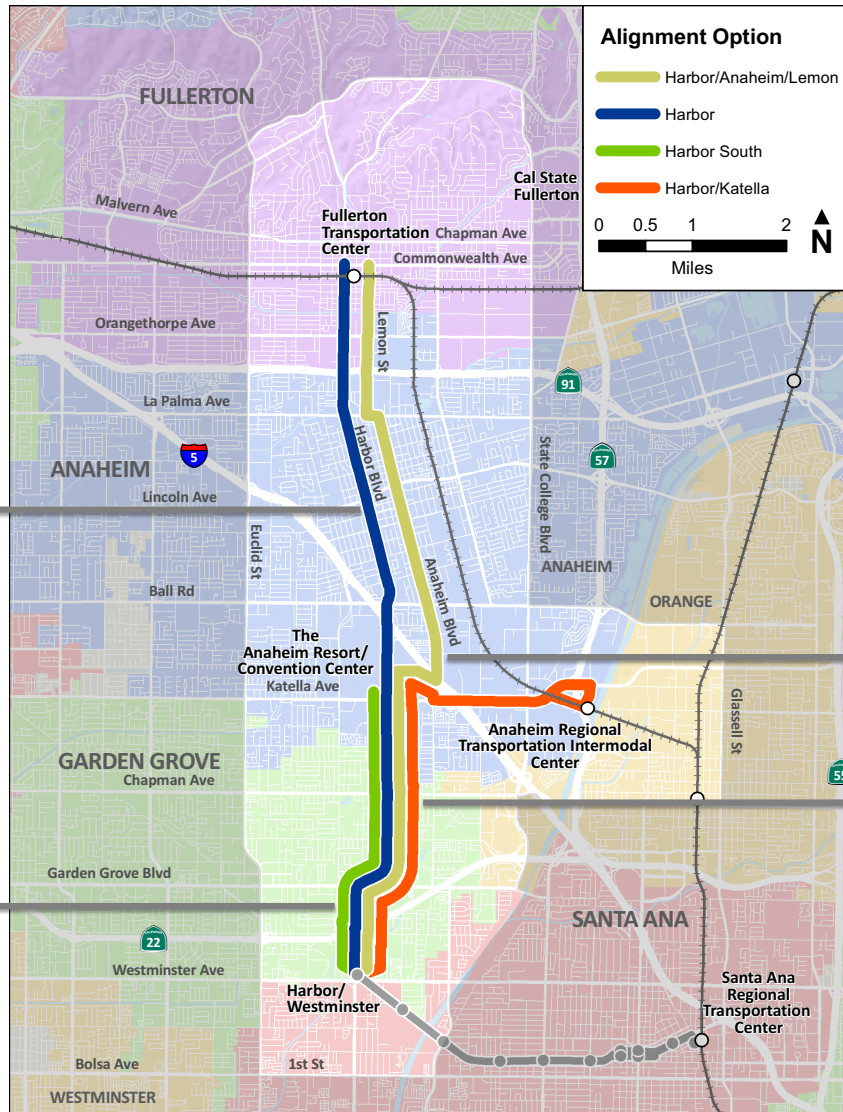 Alignment Option
Harbor/Anaheim/Lemon
Harbor
Harbor South
Harbor/Katella
0 0.5 1 2
Miles
N
FULLERTON
Cal State
Fullerton
Malvern Ave
Fullerton
Transportation
Center
Chapman Ave
Commonwealth Ave
Orangethorpe Ave
Lemon St
La Palma Ave
91
Harbor Blvd
State College Blvd
57
ANAHEIM
5
Lincoln Ave
Euclid St
Anaheim Blvd
ANAHEIM
Ball Rd
ORANGE
The
Anaheim Resort/
Convention Center
Katella Ave
Glassell St
Anaheim Regional
Transportation Intermodal
Center
GARDEN GROVE
Chapman Ave
55
Garden Grove Blvd
SANTA ANA
22
Westminster Ave
Harbor/
Westminster
Santa Ana
Regional
Transportation
Center
Bolsa Ave
1st St
WESTMINSTER